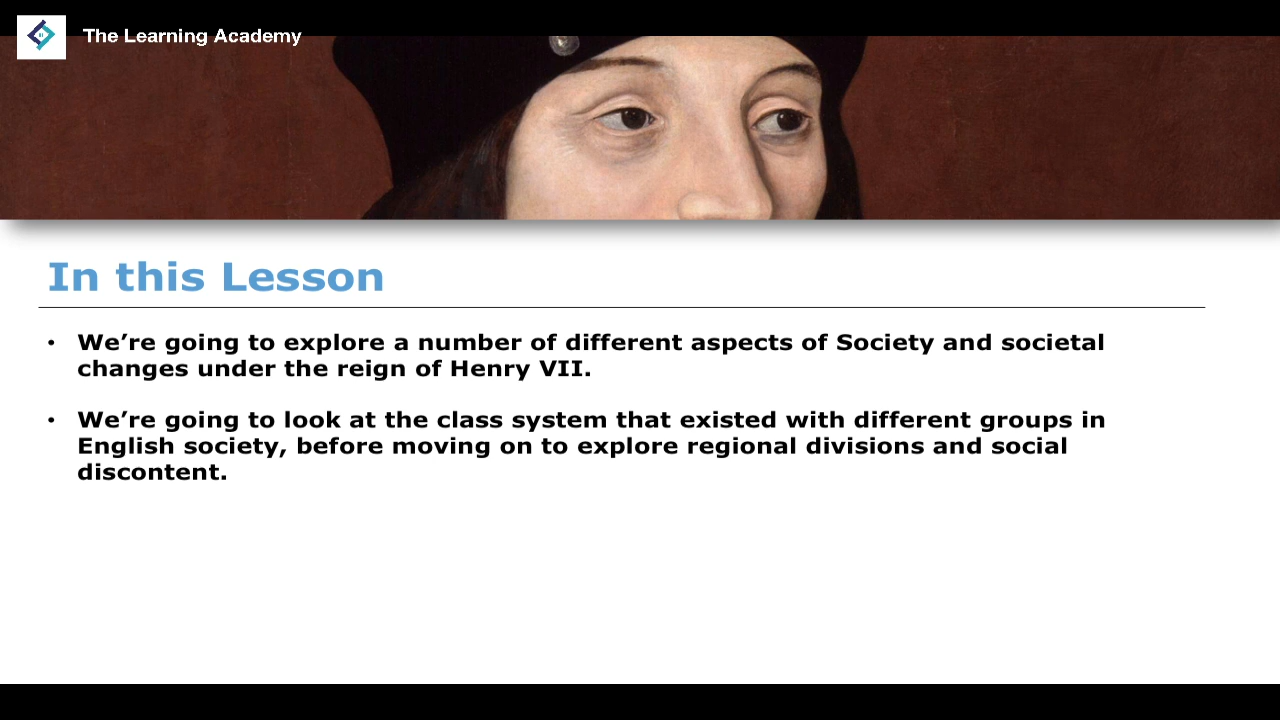 The Learning Academy
In this Lesson
• We’re going to explore a number of different aspects of Society and societal
changes under the reign of Henry VII.
• We’re going to look at the class system that existed with different groups in
English society, before moving on to explore regional divisions and social
discontent.